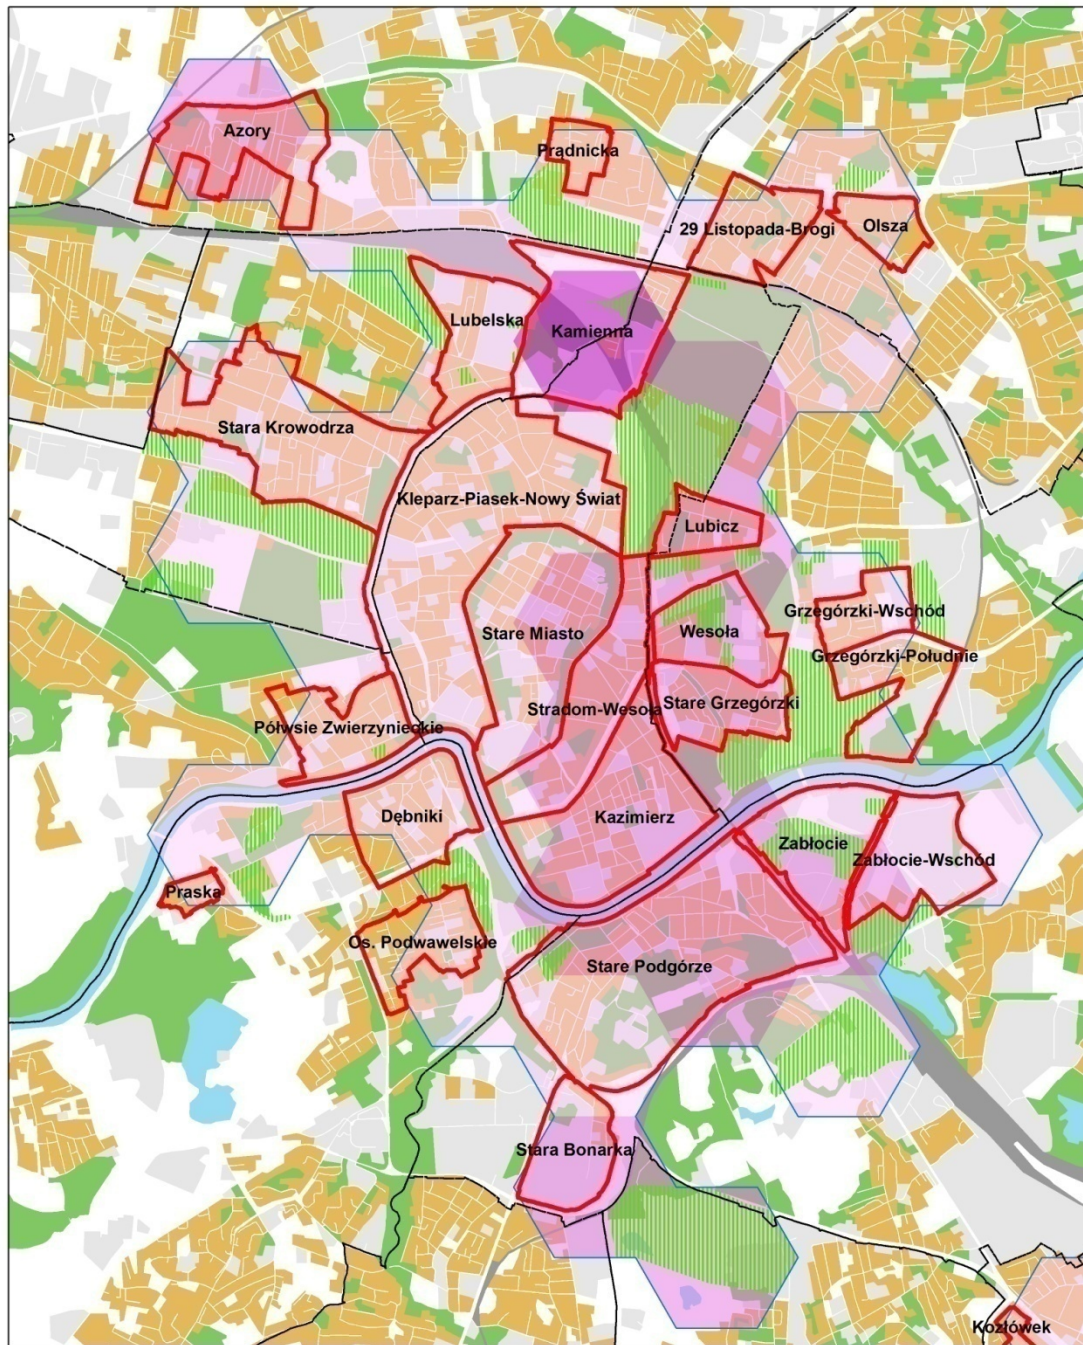 Azory
Prądnicka
29 Listopada-Brogi
Olsza
Lubelska
Kamienna
Stara Krowodrza
Kleparz-Piasek-Nowy Świat
Lubicz
Stare Miasto
Wesoła
Grzegórzki-Wschód
Grzegórzki-Południe
Stradom-Wesoła
Stare Grzegórzki
Półwsie Zwierzynieckie
Dębniki
Kazimierz
Zabłocie
Zabłocie-Wschód
Praska
Os. Podwawelskie
Stare Podgórze
Stara Bonarka
Kozłówek